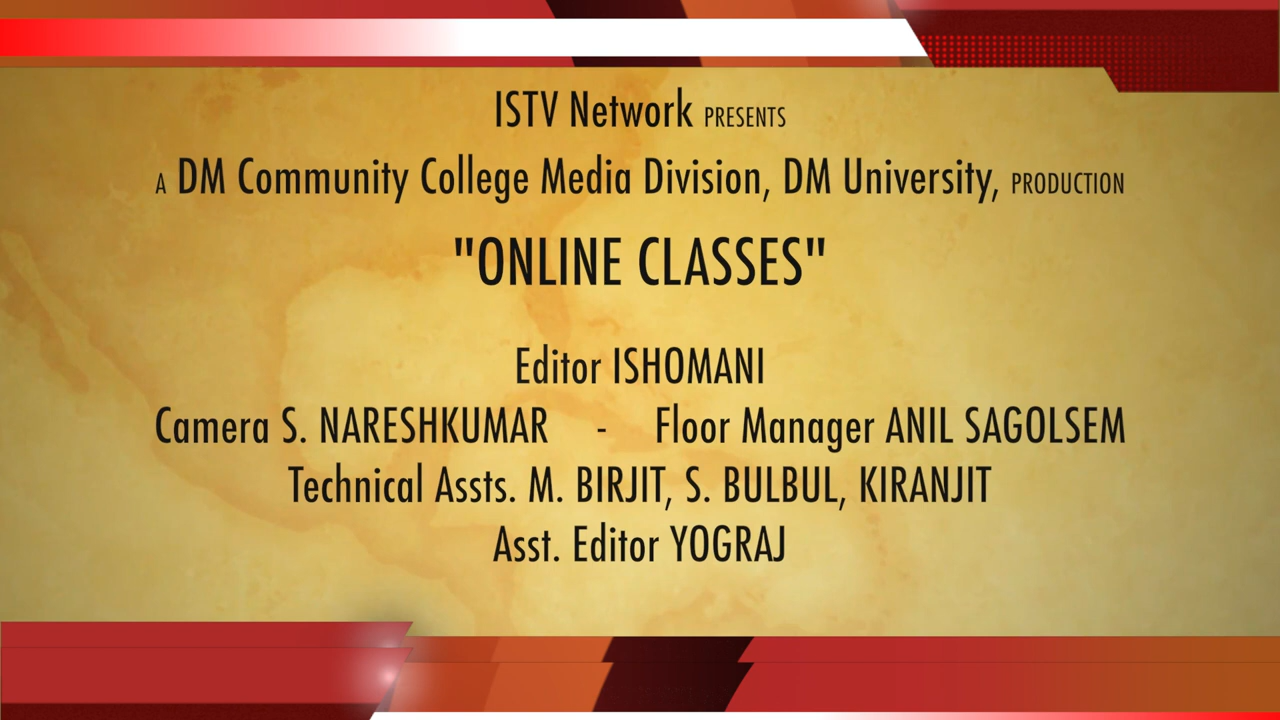 ISTV Network PRESENTS
A DM Community College Media Division, DM University, PRODUCTION
"ONLINE CLASSES"
Editor ISHOMANI
Camera S. NARESHKUMAR - Floor Manager ANIL SAGOLSEM
Technical Assts. M. BIRJIT, S. BULBUL, KIRANJIT
Asst. Editor YOGRAJ